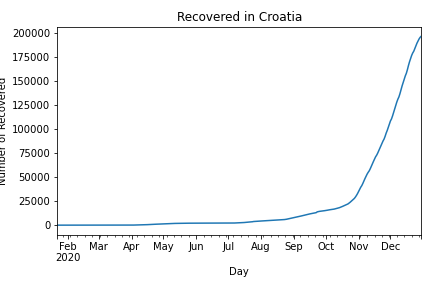 Recovered in Croatia
200000
175000
150000
125000
100000
75000
50000
25000
0
Number of Recovered
Feb Mar Apr May Jun Jul Aug Sep Oct Nov Dec
2020
Day